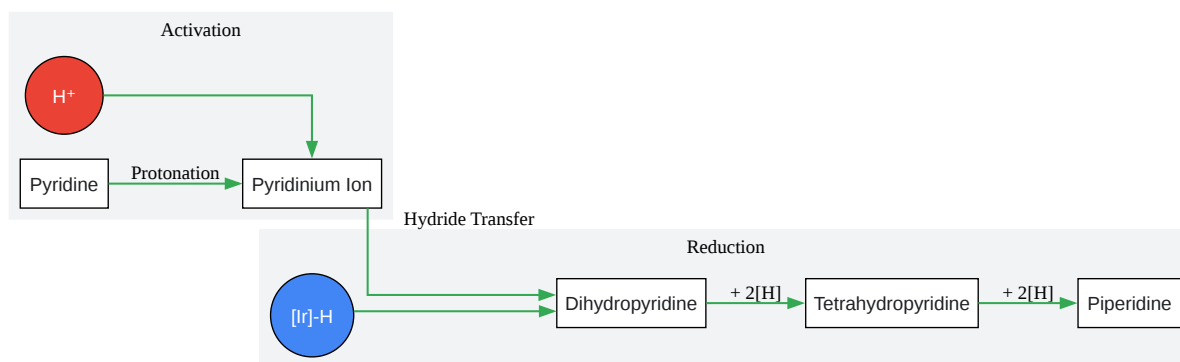 Activation
H⁺
Pyridine
Protonation
Pyridinium Ion
Hydride Transfer
Reduction
[Ir]-H
Dihydropyridine
+ 2[H]
Tetrahydropyridine
+ 2[H]
Piperidine